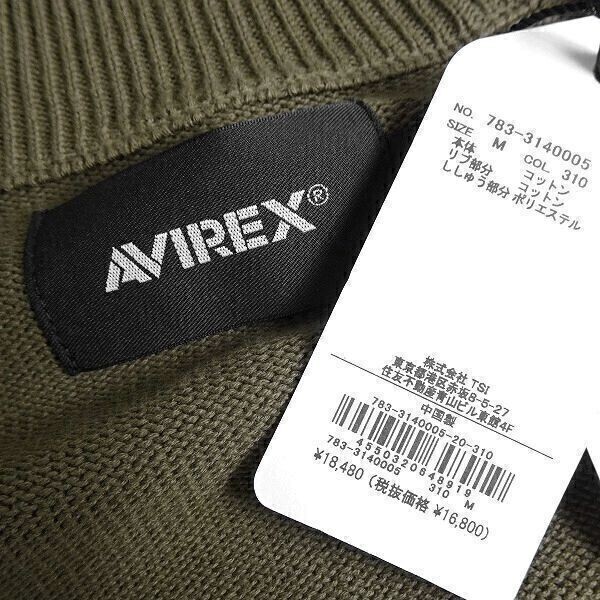 AVIREX®
NO. 783-3140005
SIZE M COL 310
本体 コットン
リブ部分 コットン
ししゅう部分 ポリエステル
株式会社 TSI
東京都港区赤坂8-5-27
住友不動産青山ビル東館4F
中国製
783-3140005-20-310
4550320648919
783-3140005 310 M
¥18,480 (税抜価格 ¥16,800)